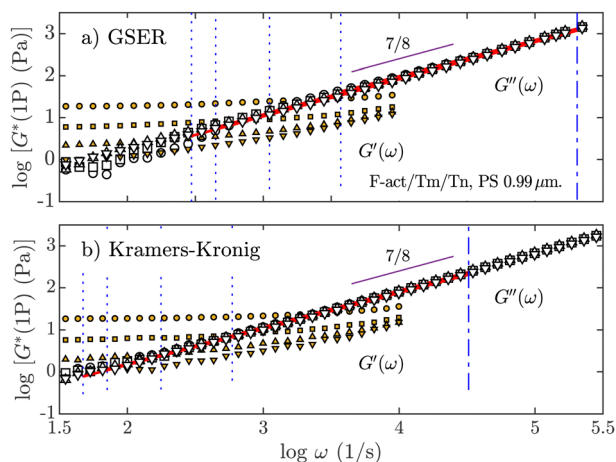 a) GSER
7/8
G''(ω)
G'(ω)
F-act/Tm/Tn, PS 0.99 μm.
log [G*(1P) (Pa)]
3
2
1
0
-1
b) Kramers-Kronig
7/8
G''(ω)
G'(ω)
log [G*(1P) (Pa)]
3
2
1
0
-1
1.5 2 2.5 3 3.5 4 4.5 5 5.5
log ω (1/s)